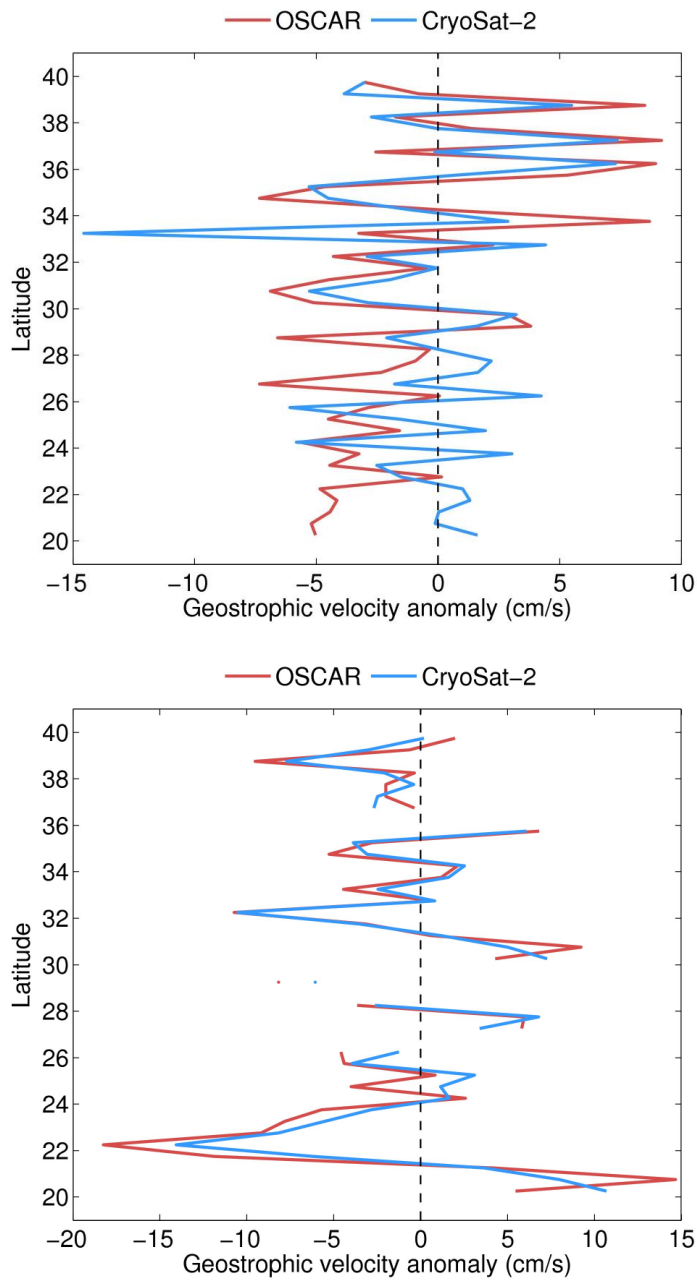 OSCAR CryoSat−2
40
38
36
34
32
30
28
26
24
22
20
Latitude
−15 −10 −5 0 5 10
Geostrophic velocity anomaly (cm/s)
OSCAR CryoSat−2
40
38
36
34
32
30
28
26
24
22
20
Latitude
−20 −15 −10 −5 0 5 10 15
Geostrophic velocity anomaly (cm/s)